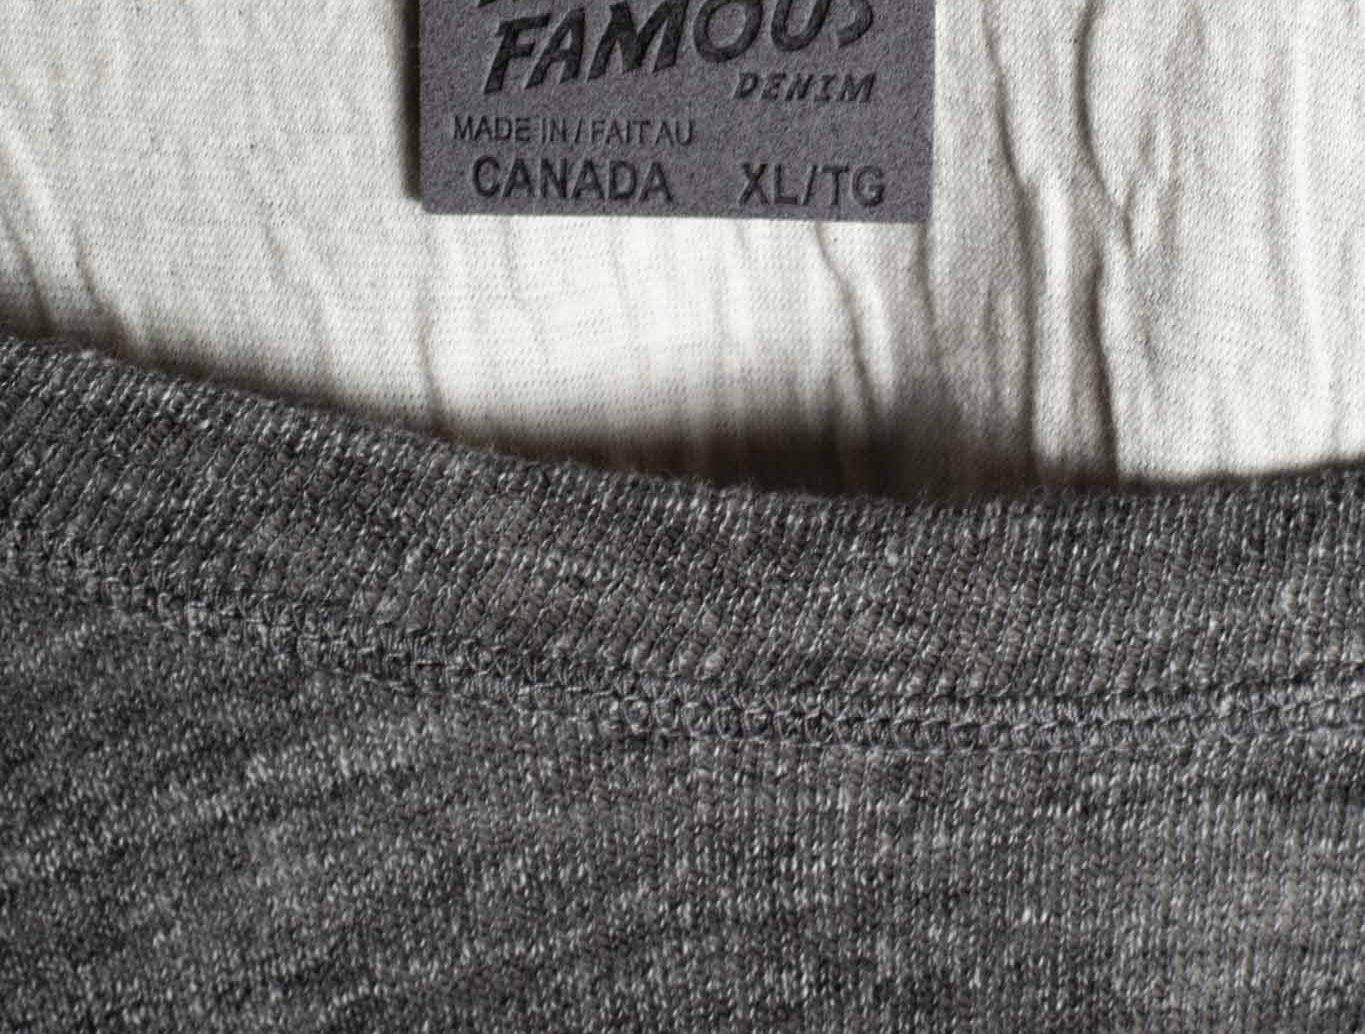 FAMOUS
DENIM
MADE IN / FAIT AU
CANADA XL/TG